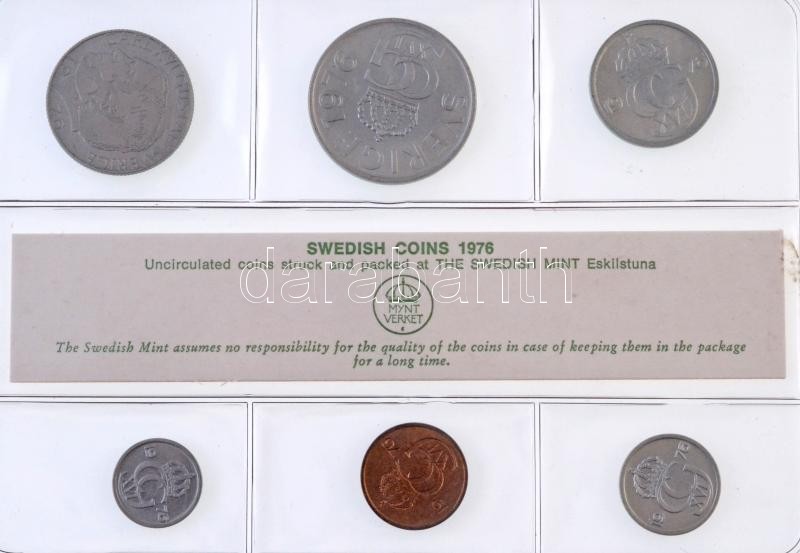 SVERIGE 1976
SWEDISH COINS 1976
Uncirculated coins struck and packed at THE SWEDISH MINT Eskilstuna
darabanth
MYNT
VERKET
The Swedish Mint assumes no responsibility for the quality of the coins in case of keeping them in the package
for a long time.